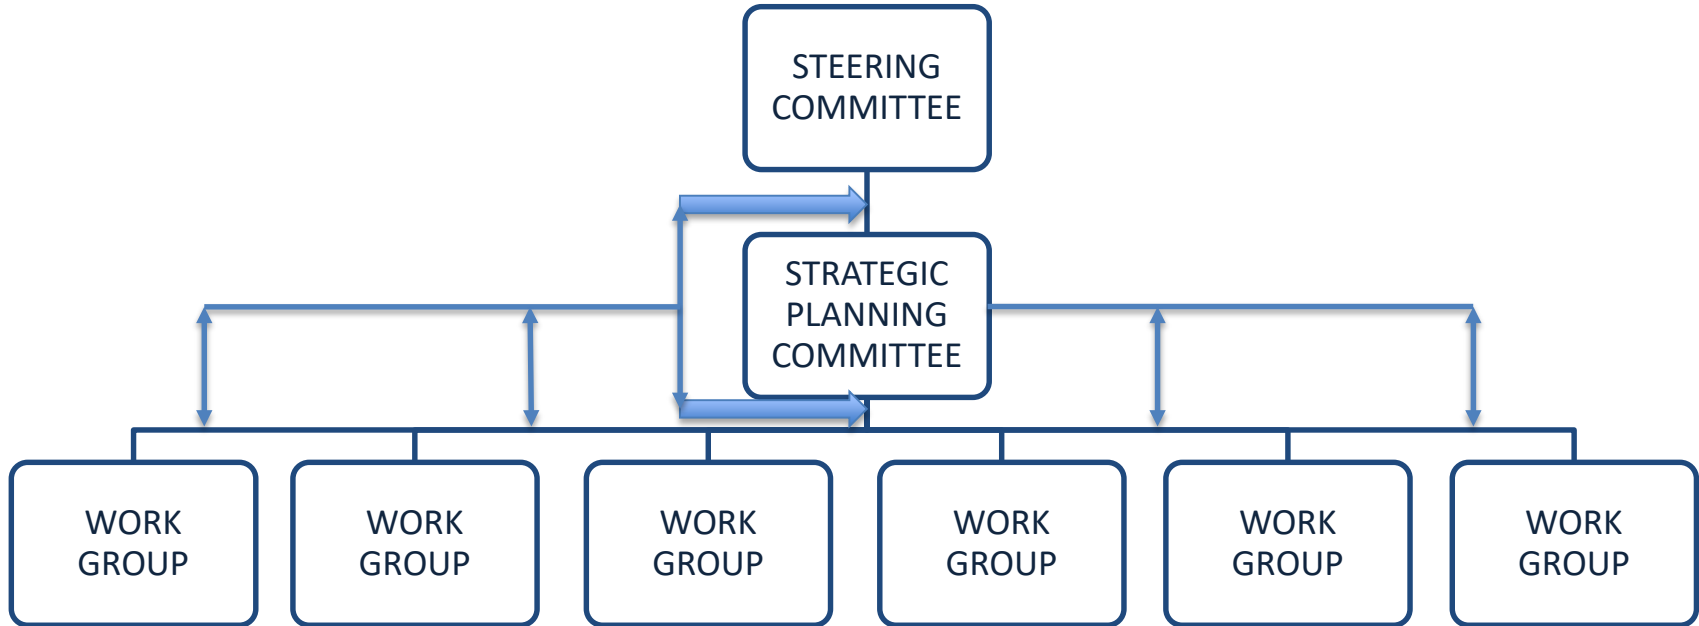 STEERING
COMMITTEE
STRATEGIC
PLANNING
COMMITTEE
WORK
GROUP
WORK
GROUP
WORK
GROUP
WORK
GROUP
WORK
GROUP
WORK
GROUP